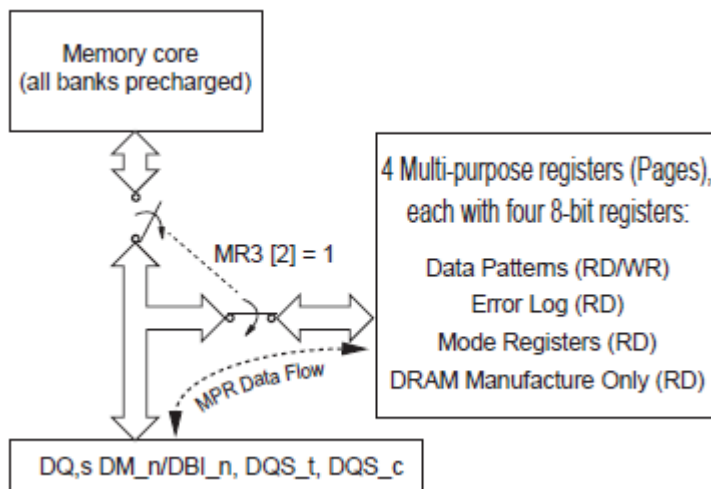 Memory core
(all banks precharged)
4 Multi-purpose registers (Pages),
each with four 8-bit registers:
Data Patterns (RD/WR)
Error Log (RD)
Mode Registers (RD)
DRAM Manufacture Only (RD)
MR3 [2] = 1
MPR Data Flow
DQ,s DM_n/DBI_n, DQS_t, DQS_c